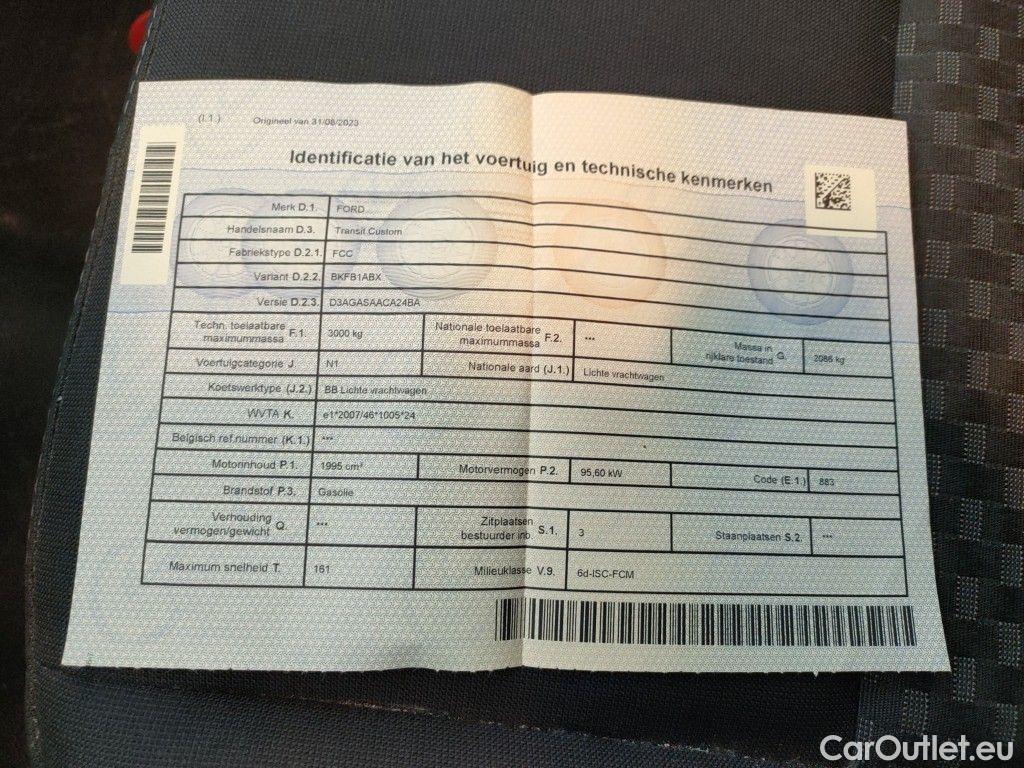 (I.1.) Origineel van 31/08/2023
Identificatie van het voertuig en technische kenmerken
Merk D.1. FORD
Handelsnaam D.3. Transit Custom
Fabriekstype D.2.1. FCC
Variant D.2.2. BKFB1ABX
Versie D.2.3. D3AGASAACA24BA
Techn. toelaatbare maximummassa F.1. 3000 kg Nationale toelaatbare maximummassa F.2. *** Massa in rijklare toestand G. 2086 kg
Voertuigcategorie J. N1 Nationale aard (J.1.) Lichte vrachtwagen
Koetswerktype (J.2.) BB Lichte vrachtwagen
WVTA K. e1*2007/46*1005*24
Belgisch ref.nummer (K.1.) ***
Motorinhoud P.1. 1995 cm³ Motorvermogen P.2. 95,60 kW Code (E.1.) 883
Brandstof P.3. Gasolie
Verhouding vermogen/gewicht Q. *** Zitplaatsen bestuurder inb. S.1. 3 Staanplaatsen S.2. ***
Maximum snelheid T. 161 Milieuklasse V.9. 6d-ISC-FCM
CarOutlet.eu